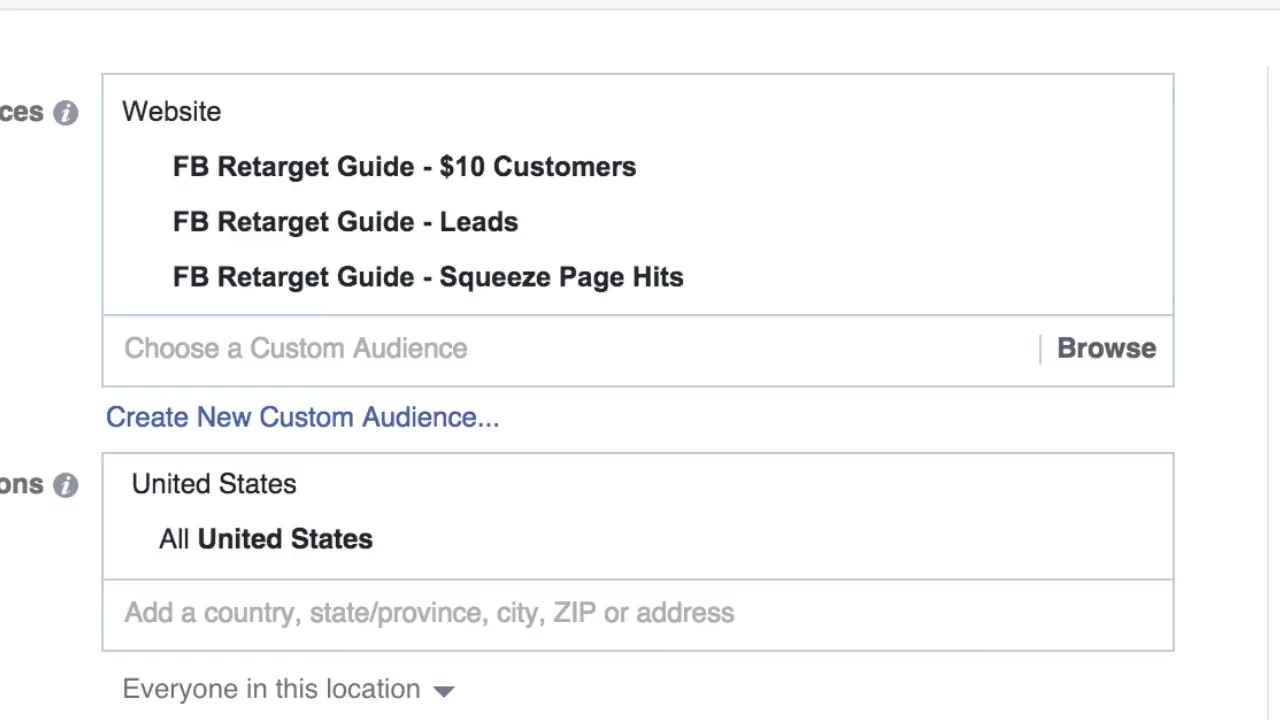 ces
Website
FB Retarget Guide - $10 Customers
FB Retarget Guide - Leads
FB Retarget Guide - Squeeze Page Hits
Choose a Custom Audience
Browse
Create New Custom Audience...
ons
United States
All United States
Add a country, state/province, city, ZIP or address
Everyone in this location